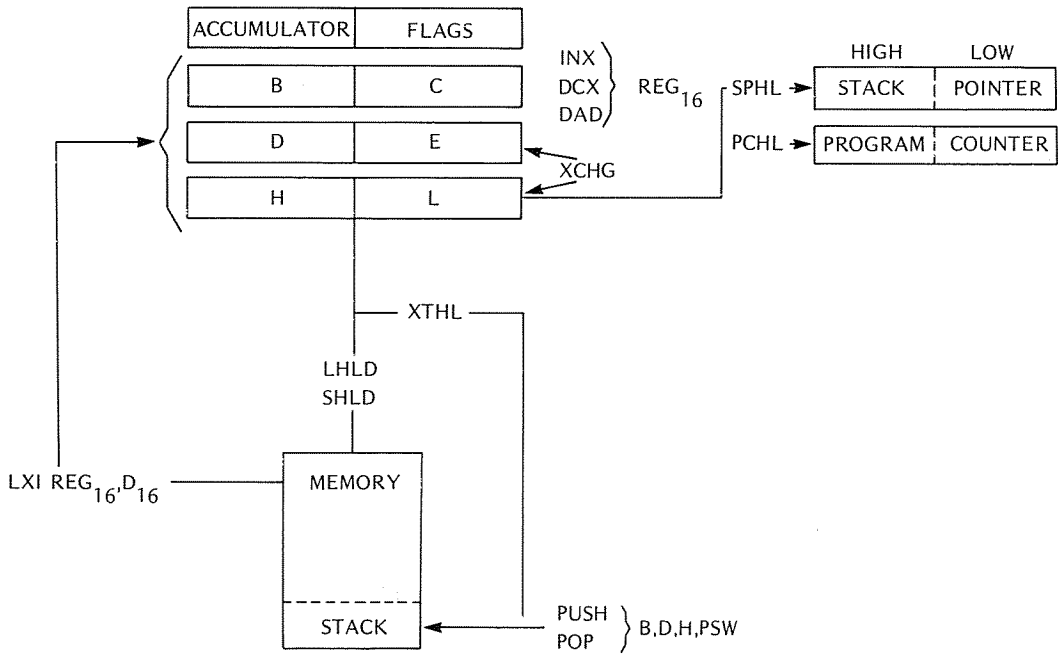 ACCUMULATOR FLAGS
B C
D E
H L
INX
DCX
DAD
REG16
XCHG
HIGH LOW
SPHL STACK POINTER
PCHL PROGRAM COUNTER
XTHL
LHLD
SHLD
LXI REG16,D16
MEMORY
STACK
PUSH
POP
B,D,H,PSW